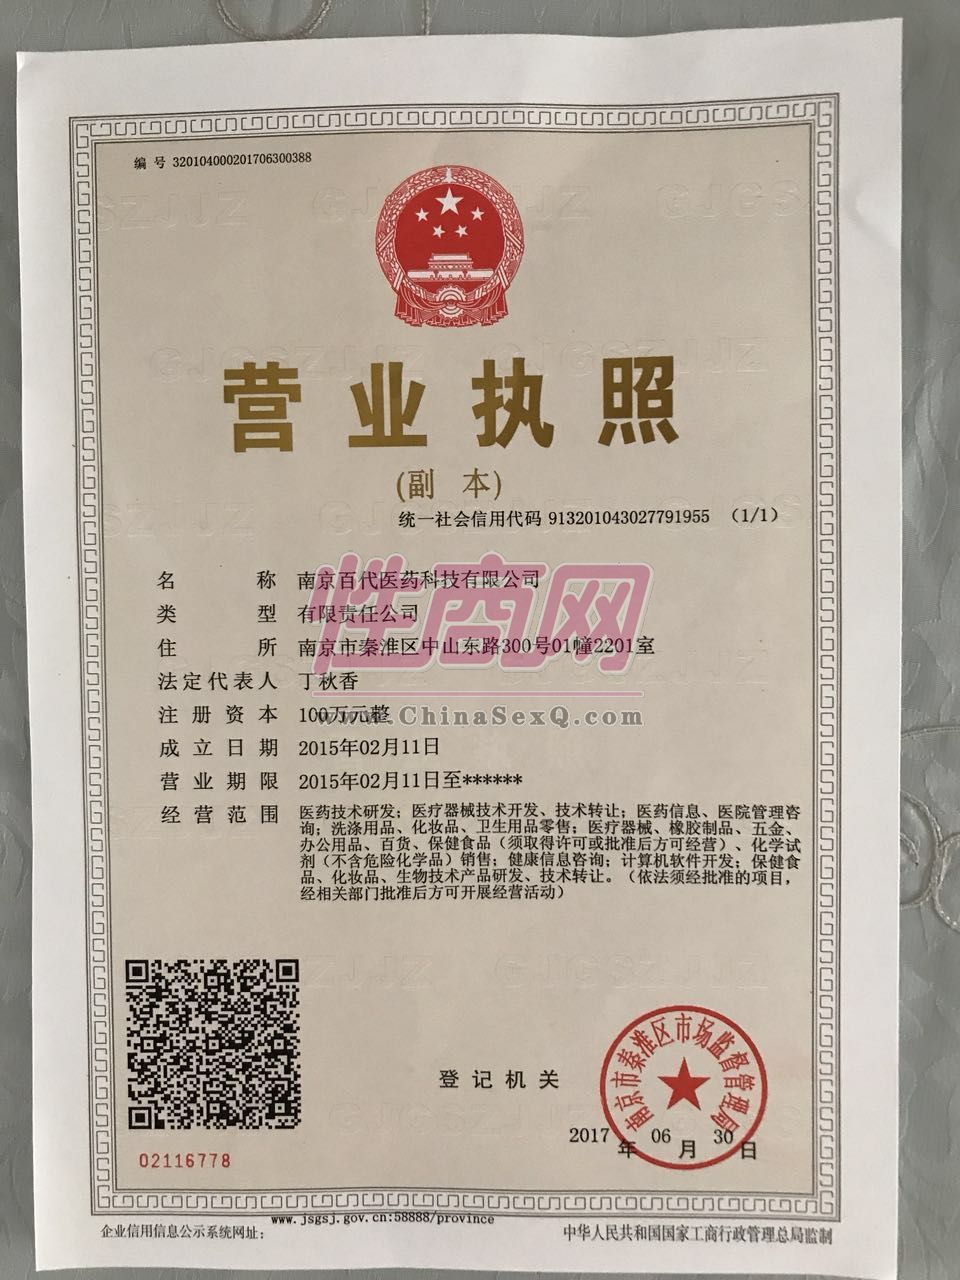 编 号 320104000201706300388
营业执照
(副 本)
统一社会信用代码 913201043027791955 （1/1）
名 称 南京百代医药科技有限公司
类 型 有限责任公司
住 所 南京市秦淮区中山东路300号01幢2201室
法定代表人 丁秋香
注 册 资 本 100万元整
成 立 日 期 2015年02月11日
营 业 期 限 2015年02月11日至******
经 营 范 围 医药技术研发；医疗器械技术开发、技术转让；医药信息、医院管理咨
询；洗涤用品、化妆品、卫生用品零售；医疗器械、橡胶制品、五金、
办公用品、百货、保健食品（须取得许可或批准后方可经营）、化学试
剂（不含危险化学品）销售；健康信息咨询；计算机软件开发；保健食
品、化妆品、生物技术产品研发、技术转让。（依法须经批准的项目，
经相关部门批准后方可开展经营活动）
性商网
www.ChinaSexQ.com
登 记 机 关
南京市秦淮区市场监督管理局
2017 年 06 月 30 日
02116778
企业信用信息公示系统网址：
www.jsgsj.gov.cn:58888/province
中华人民共和国国家工商行政管理总局监制